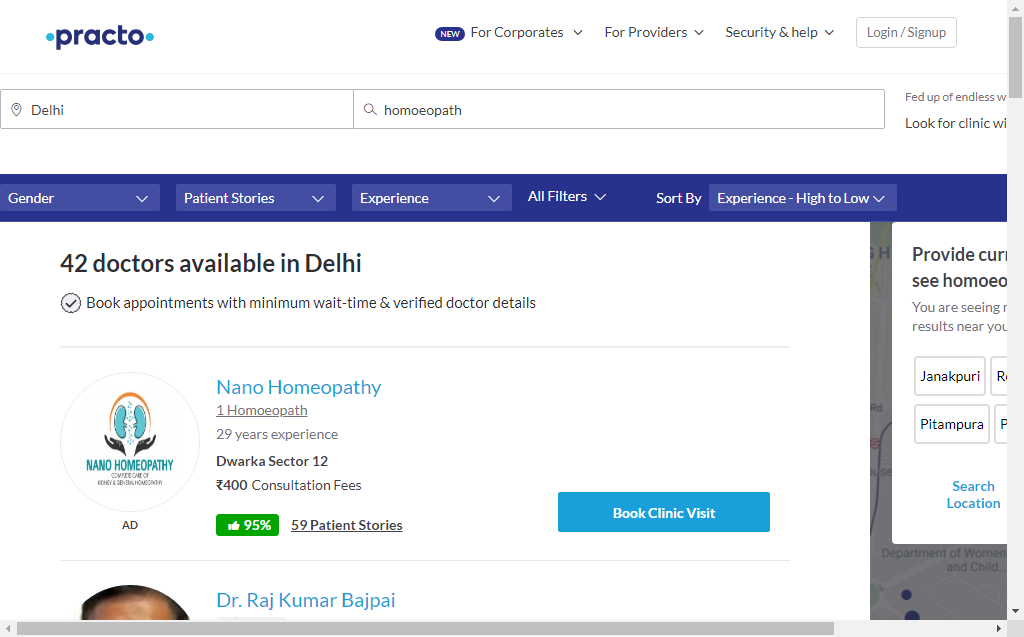 practo
NEW For Corporates
For Providers
Security & help
Login / Signup
Delhi
homoeopath
Fed up of endless w
Look for clinic wi
Gender
Patient Stories
Experience
All Filters
Sort By
Experience - High to Low
42 doctors available in Delhi
Book appointments with minimum wait-time & verified doctor details
NANO HOMEOPATHY
COMPLETE CARE OF
KIDNEY & GENERAL HOMEOPATHY
AD
Nano Homeopathy
1 Homoeopath
29 years experience
Dwarka Sector 12
₹400 Consultation Fees
95% 59 Patient Stories
Book Clinic Visit
Dr. Raj Kumar Bajpai
Provide curr
see homoeo
You are seeing r
results near you
Janakpuri
Pitampura
Search
Location
Department of Women
and Child...